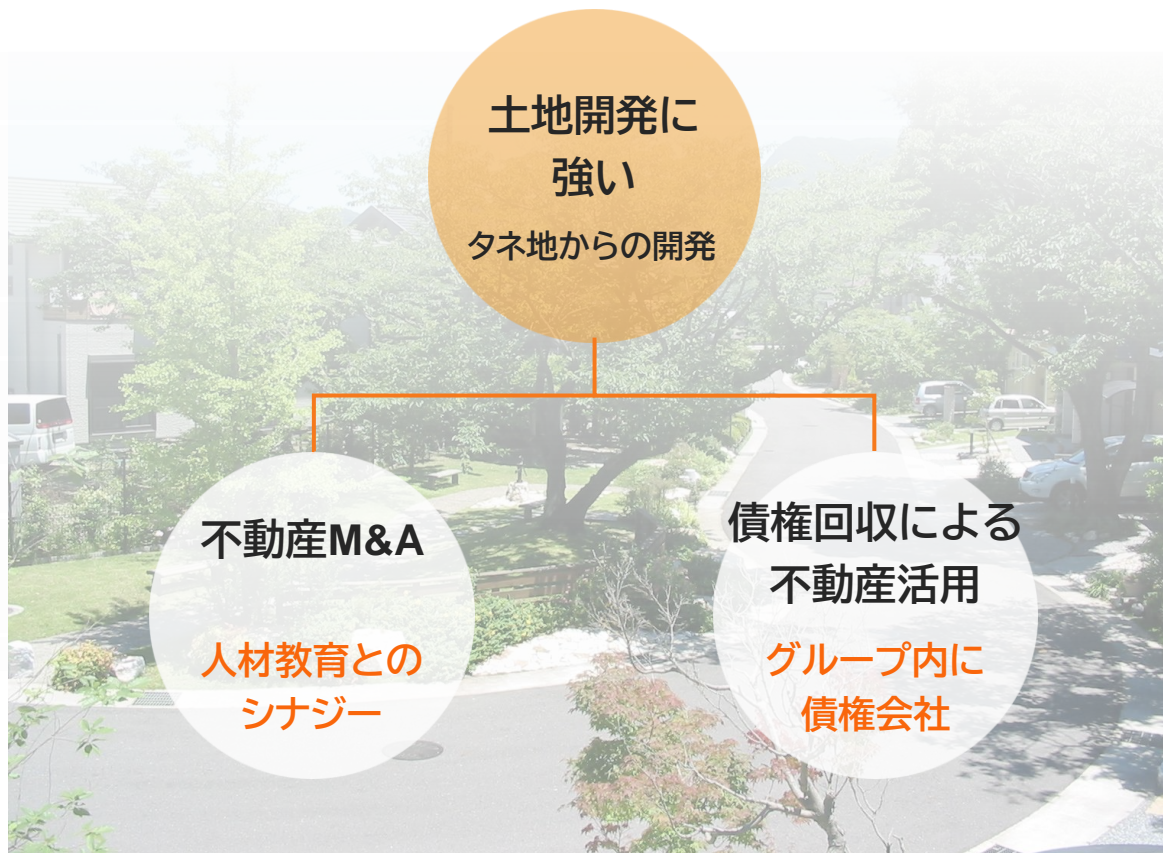 土地開発に
強い
タネ地からの開発
不動産M&A
人材教育との
シナジー
債権回収による
不動産活用
グループ内に
債権会社